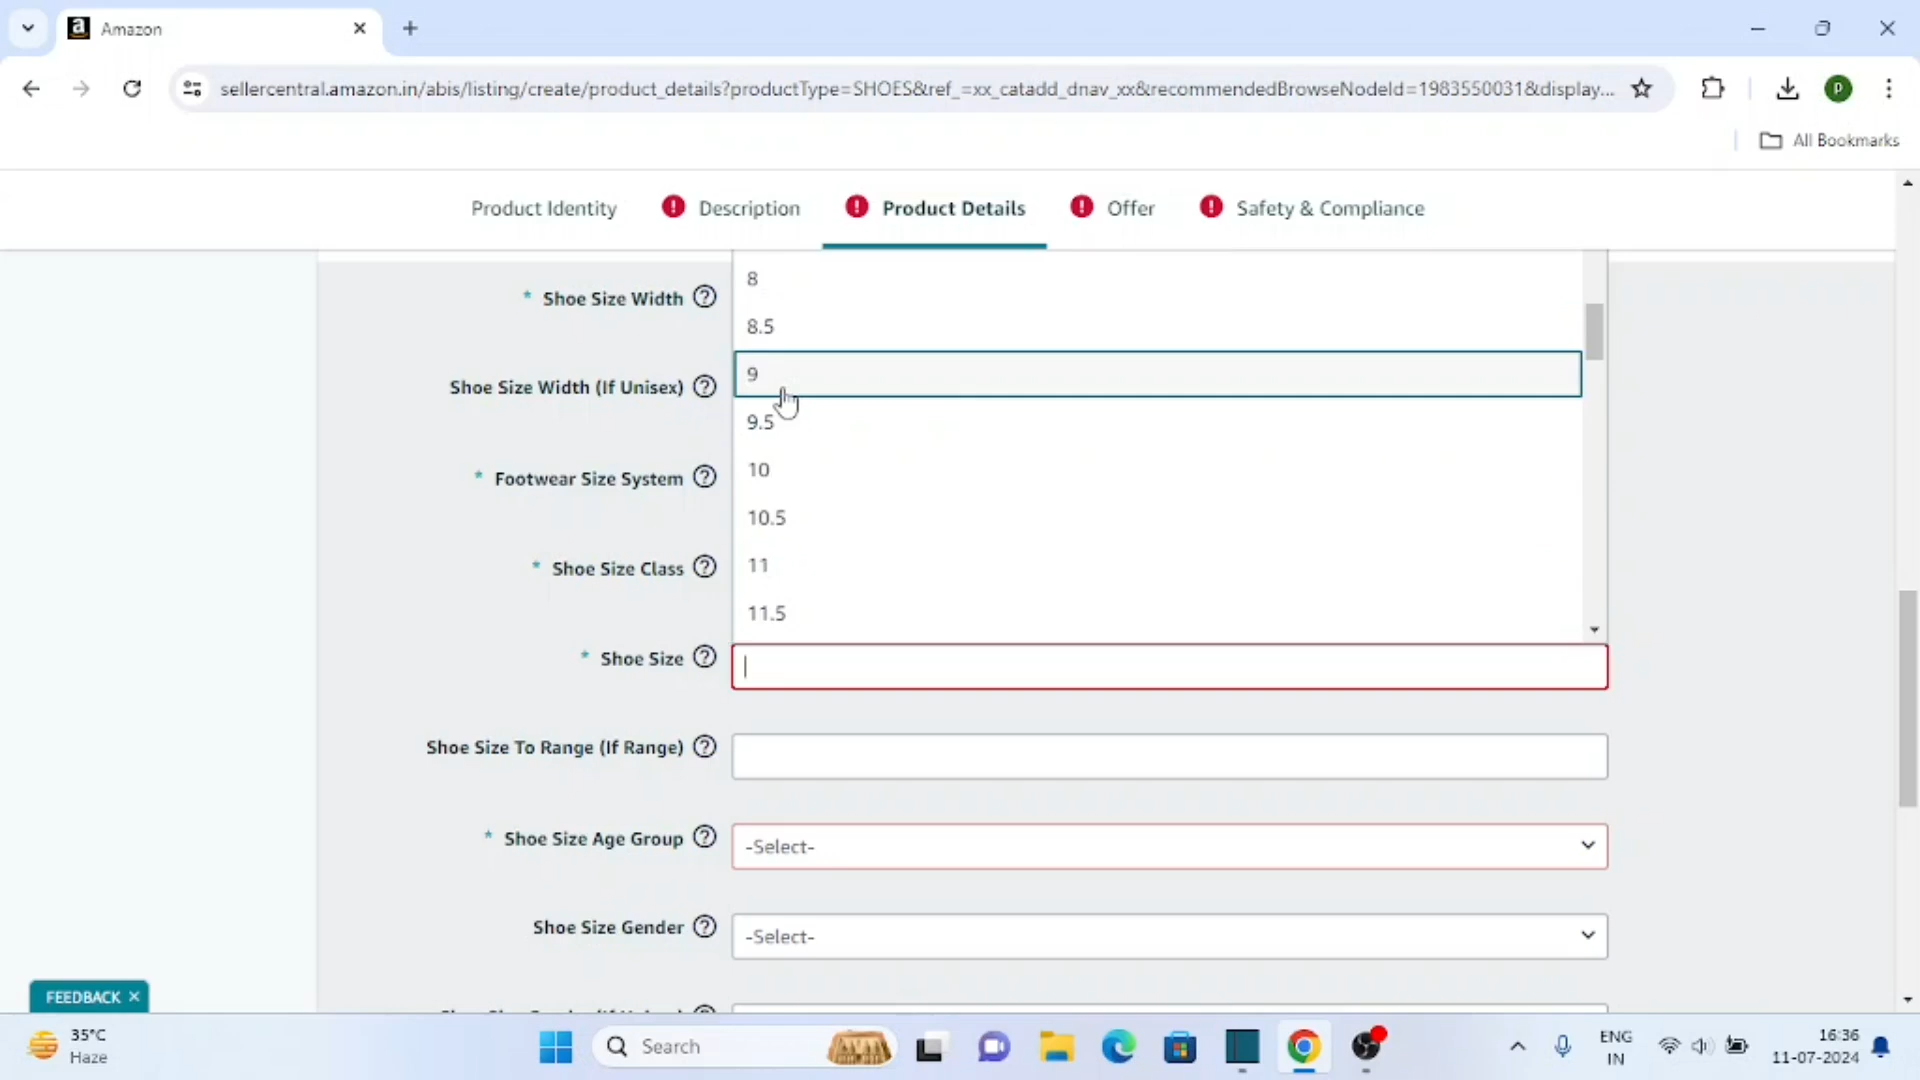 Amazon
sellercentral.amazon.in/abis/listing/create/product_details?productType=SHOES&ref_=xx_catadd_dnav_xx&recommendedBrowseNodeId=1983550031&display...
P
All Bookmarks
Product Identity
! Description
! Product Details
! Offer
! Safety & Compliance
* Shoe Size Width ?
Shoe Size Width (If Unisex) ?
* Footwear Size System ?
* Shoe Size Class ?
8
8.5
9
9.5
10
10.5
11
11.5
* Shoe Size ?
Shoe Size To Range (If Range) ?
* Shoe Size Age Group ? -Select-
Shoe Size Gender ? -Select-
FEEDBACK ×
35°C
Haze
Search
ENG
IN
16:36
11-07-2024